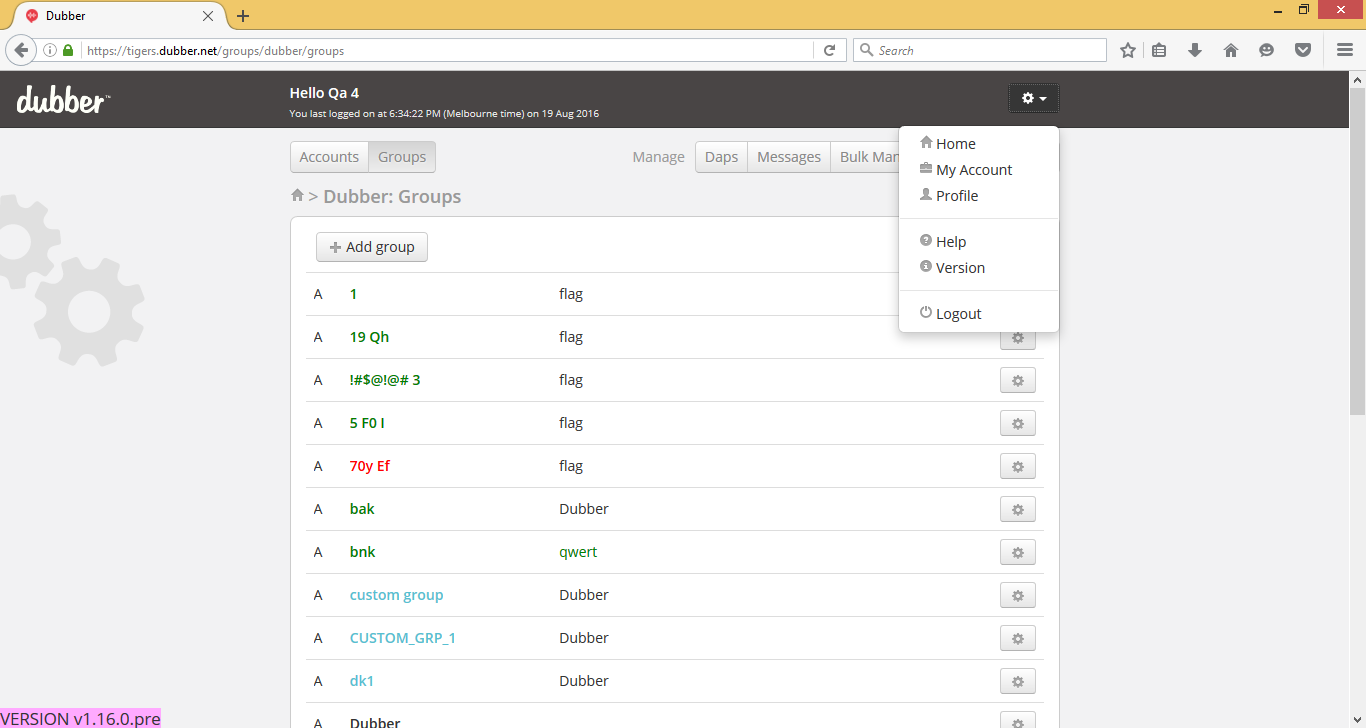 Dubber
https://tigers.dubber.net/groups/dubber/groups
Search
dubber™
Hello Qa 4
You last logged on at 6:34:22 PM (Melbourne time) on 19 Aug 2016
Accounts Groups Manage Daps Messages Bulk Man
Home
My Account
Profile
Help
Version
Logout
> Dubber: Groups
+ Add group
A 1 flag
A 19 Qh flag
A !#$@!@# 3 flag
A 5 F0 I flag
A 70y Ef flag
A bak Dubber
A bnk qwert
A custom group Dubber
A CUSTOM_GRP_1 Dubber
A dk1 Dubber
A Dubber
VERSION v1.16.0.pre